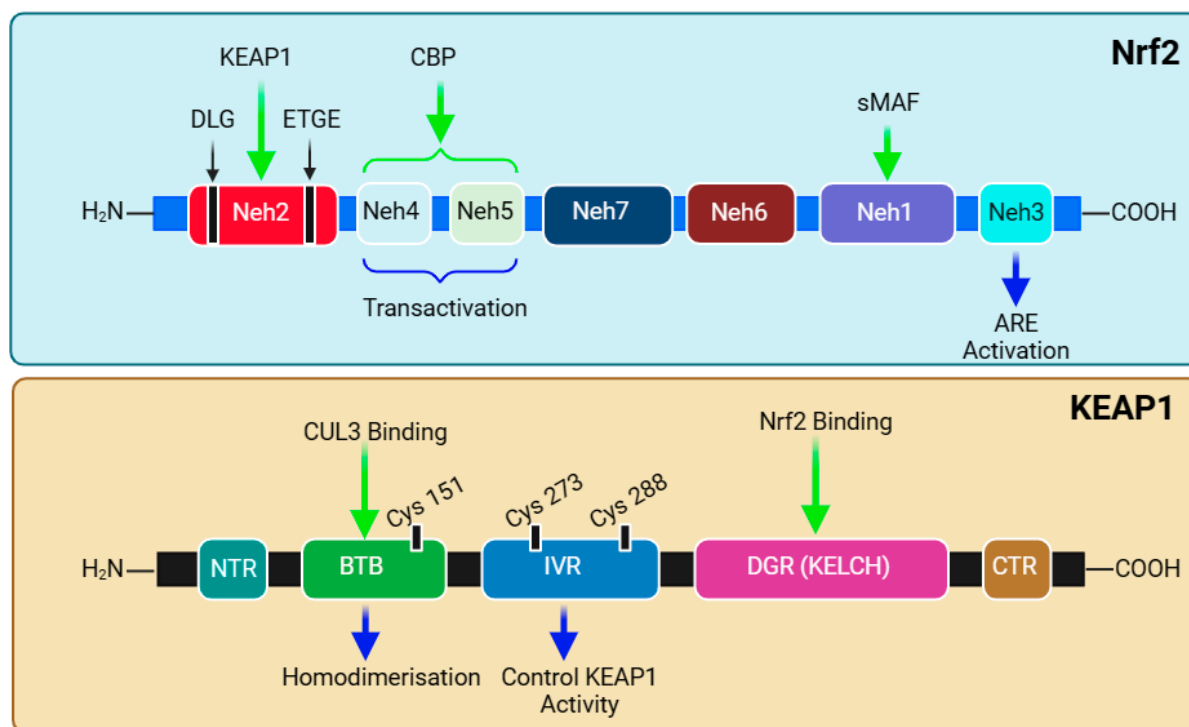 Nrf2
KEAP1
CBP
sMAF
DLG
ETGE
H₂N
Neh2
Neh4
Neh5
Neh7
Neh6
Neh1
Neh3
COOH
Transactivation
ARE
Activation
KEAP1
CUL3 Binding
Nrf2 Binding
Cys 151
Cys 273
Cys 288
H₂N
NTR
BTB
IVR
DGR (KELCH)
CTR
COOH
Homodimerisation
Control KEAP1
Activity